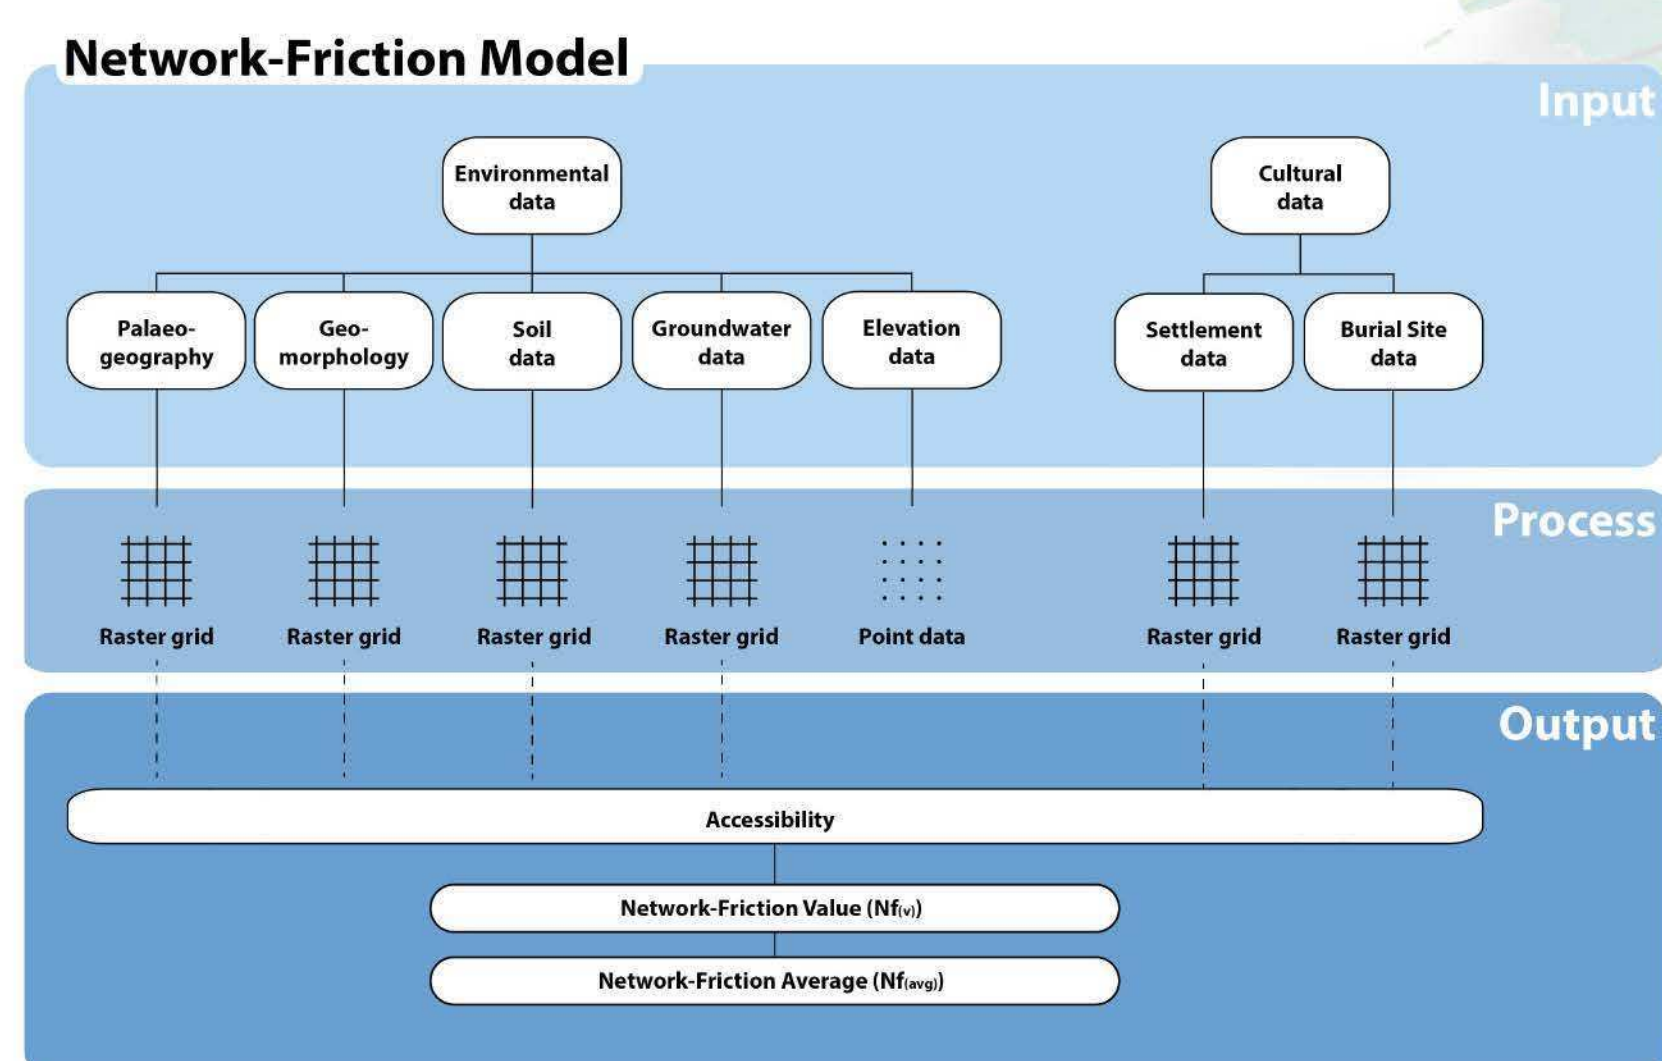 Network-Friction Model
Input
Environmental
data
Cultural
data
Palaeo-
geography
Geo-
morphology
Soil
data
Groundwater
data
Elevation
data
Settlement
data
Burial Site
data
Process
Raster grid
Raster grid
Raster grid
Raster grid
Point data
Raster grid
Raster grid
Output
Accessibility
Network-Friction Value (Nf(v))
Network-Friction Average (Nf(avg))